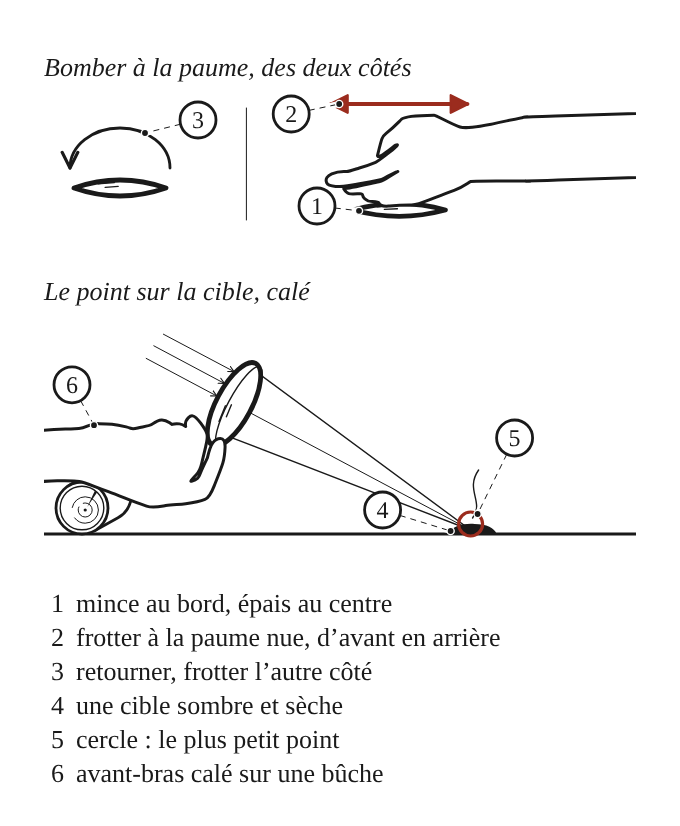 Bomber à la paume, des deux côtés
3
2
1
Le point sur la cible, calé
6
5
4
1 mince au bord, épais au centre
2 frotter à la paume nue, d’avant en arrière
3 retourner, frotter l’autre côté
4 une cible sombre et sèche
5 cercle : le plus petit point
6 avant-bras calé sur une bûche